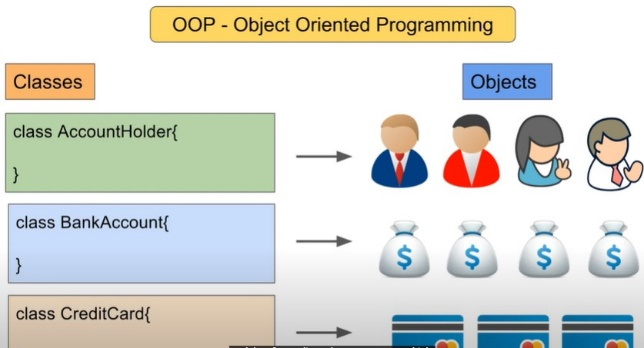 OOP - Object Oriented Programming
Classes
Objects
class AccountHolder{
}
class BankAccount{
}
$ $ $ $
class CreditCard{